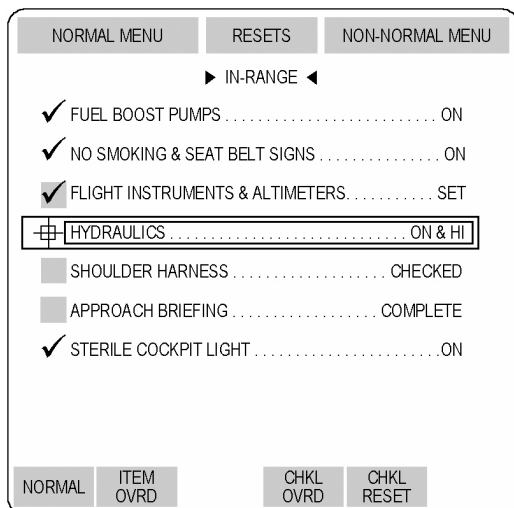 NORMAL MENU RESETS NON-NORMAL MENU
▶ IN-RANGE ◀
✓ FUEL BOOST PUMPS . . . . . . . . . . . . . . . . . . . . . . . . . . ON
✓ NO SMOKING & SEAT BELT SIGNS . . . . . . . . . . . . . . . ON
✓ FLIGHT INSTRUMENTS & ALTIMETERS. . . . . . . . . . . SET
HYDRAULICS . . . . . . . . . . . . . . . . . . . . . . . . . . . . ON & HI
SHOULDER HARNESS . . . . . . . . . . . . . . . . . . . CHECKED
APPROACH BRIEFING . . . . . . . . . . . . . . . . . . COMPLETE
✓ STERILE COCKPIT LIGHT . . . . . . . . . . . . . . . . . . . . . . .ON
NORMAL ITEM OVRD CHKL OVRD CHKL RESET